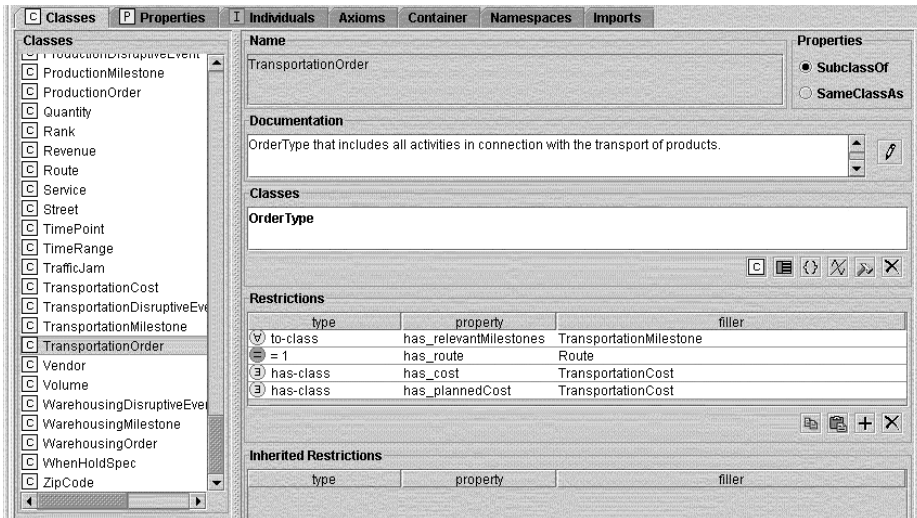 C Classes P Properties I Individuals Axioms Container Namespaces Imports
Classes
ProductionDisruptiveEvent
C ProductionMilestone
C ProductionOrder
C Quantity
C Rank
C Revenue
C Route
C Service
C Street
C TimePoint
C TimeRange
C TrafficJam
C TransportationCost
C TransportationDisruptiveEve
C TransportationMilestone
C TransportationOrder
C Vendor
C Volume
C WarehousingDisruptiveEver
C WarehousingMilestone
C WarehousingOrder
C WhenHoldSpec
C ZipCode
Name
TransportationOrder
Properties
SubclassOf
SameClassAs
Documentation
OrderType that includes all activities in connection with the transport of products.
Classes
OrderType
C {}
Restrictions
type property filler
∀ to-class has_relevantMilestones TransportationMilestone
= = 1 has_route Route
∃ has-class has_cost TransportationCost
∃ has-class has_plannedCost TransportationCost
Inherited Restrictions
type property filler